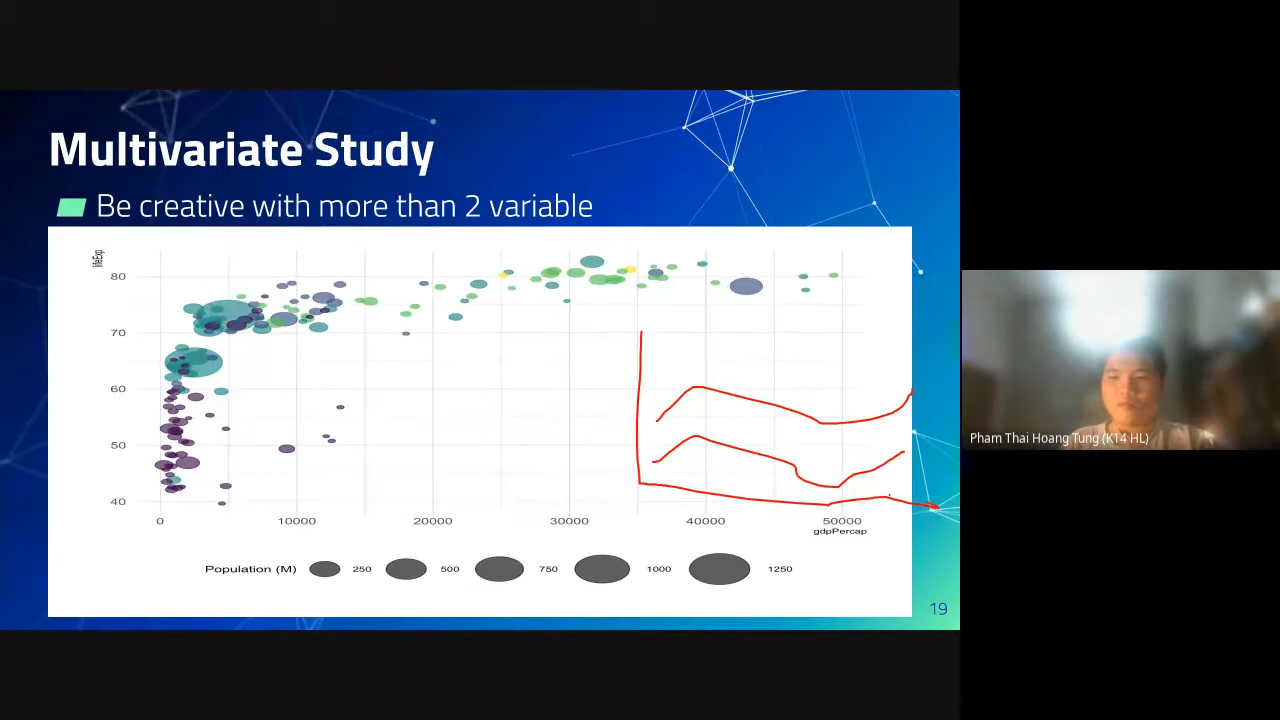 Multivariate Study
Be creative with more than 2 variable
lifeExp
80
70
60
50
40
0 10000 20000 30000 40000 50000
gdpPercap
Population (M) 250 500 750 1000 1250
19
Pham Thai Hoang Tung (K14 HL)